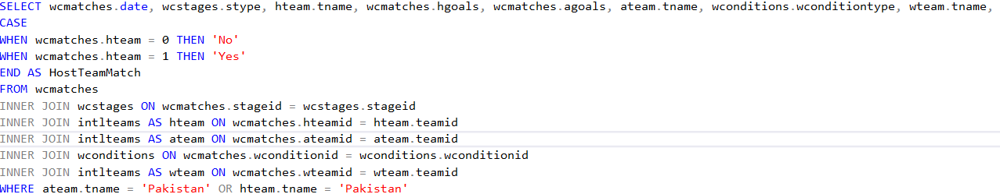 SELECT wcmatches.date, wcstages.stype, hteam.tname, wcmatches.hgoals, wcmatches.agoals, ateam.tname, wconditions.wconditiontype, wteam.tname,
CASE
WHEN wcmatches.hteam = 0 THEN 'No'
WHEN wcmatches.hteam = 1 THEN 'Yes'
END AS HostTeamMatch
FROM wcmatches
INNER JOIN wcstages ON wcmatches.stageid = wcstages.stageid
INNER JOIN intlteams AS hteam ON wcmatches.hteamid = hteam.teamid
INNER JOIN intlteams AS ateam ON wcmatches.ateamid = ateam.teamid
INNER JOIN wconditions ON wcmatches.wconditionid = wconditions.wconditionid
INNER JOIN intlteams AS wteam ON wcmatches.wteamid = wteam.teamid
WHERE ateam.tname = 'Pakistan' OR hteam.tname = 'Pakistan'